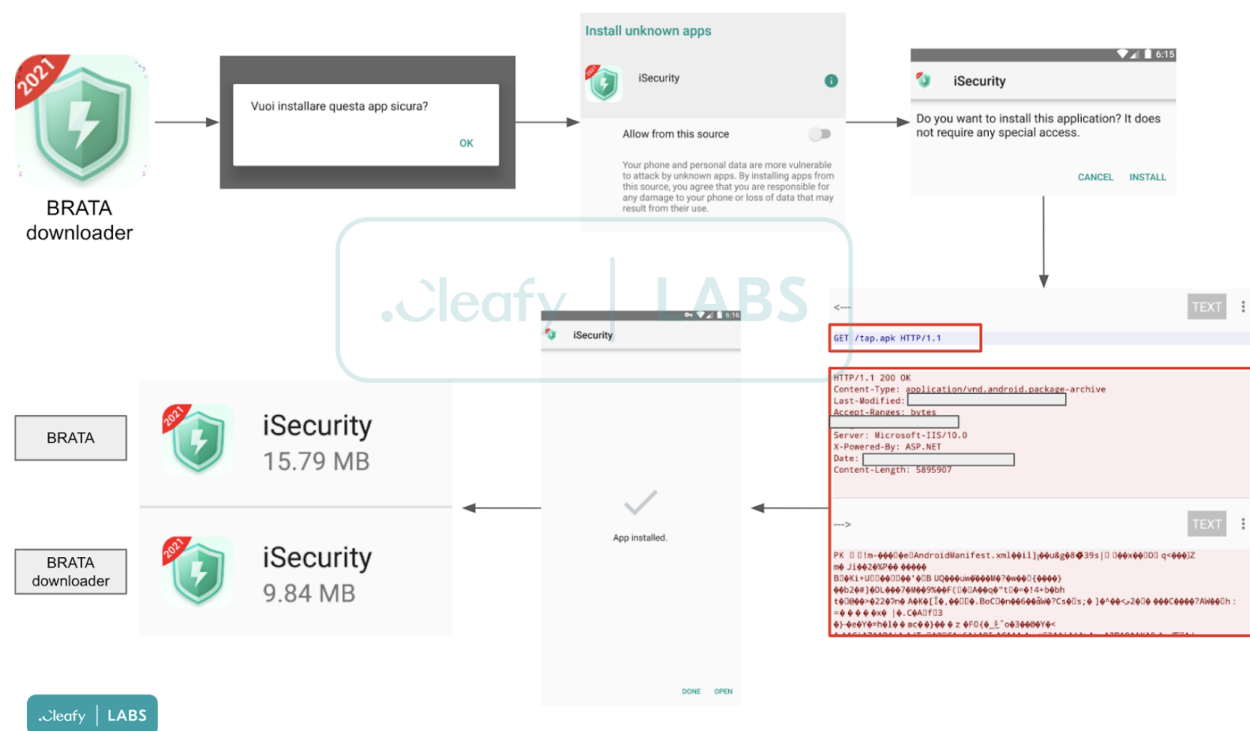 2021
BRATA
downloader
Vuoi installare questa app sicura?
OK
Install unknown apps
iSecurity
Allow from this source
Your phone and personal data are more vulnerable
to attack by unknown apps. By installing apps from
this source, you agree that you are responsible for
any damage to your phone or loss of data that may
result from their use.
6:15
iSecurity
Do you want to install this application? It does
not require any special access.
CANCEL INSTALL
<---
TEXT
GET /tap.apk HTTP/1.1
HTTP/1.1 200 OK
Content-Type: application/vnd.android.package-archive
Last-Modified:
Accept-Ranges: bytes
Server: Microsoft-IIS/10.0
X-Powered-By: ASP.NET
Date:
Content-Length: 5895907
--->
TEXT
.Cleafy | LABS
6:16
iSecurity
App installed.
DONE OPEN
BRATA
2021
iSecurity
15.79 MB
BRATA
downloader
2021
iSecurity
9.84 MB
.Cleafy | LABS